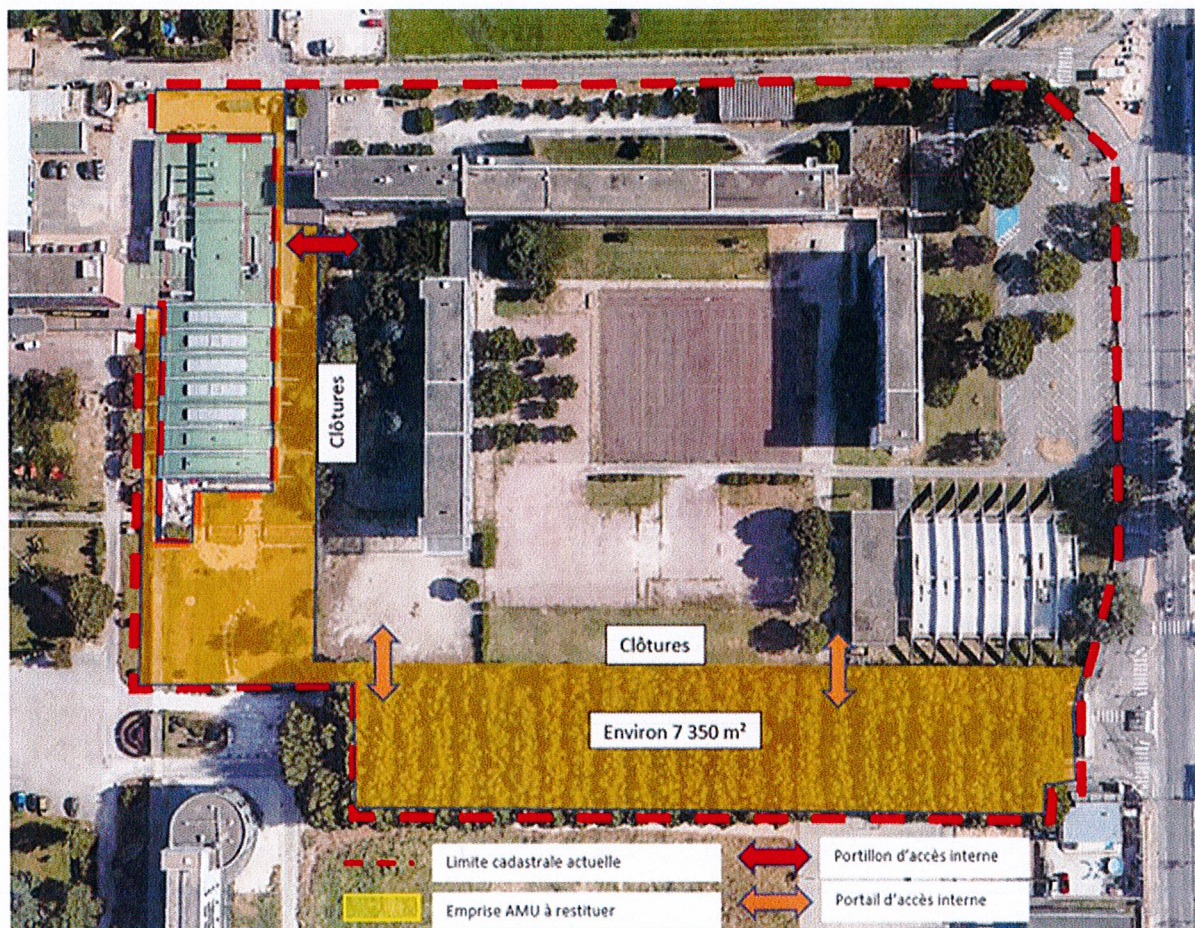 Clôtures
Clôtures
Environ 7 350 m²
Limite cadastrale actuelle
Portillon d'accès interne
Emprise AMU à restituer
Portail d'accès interne